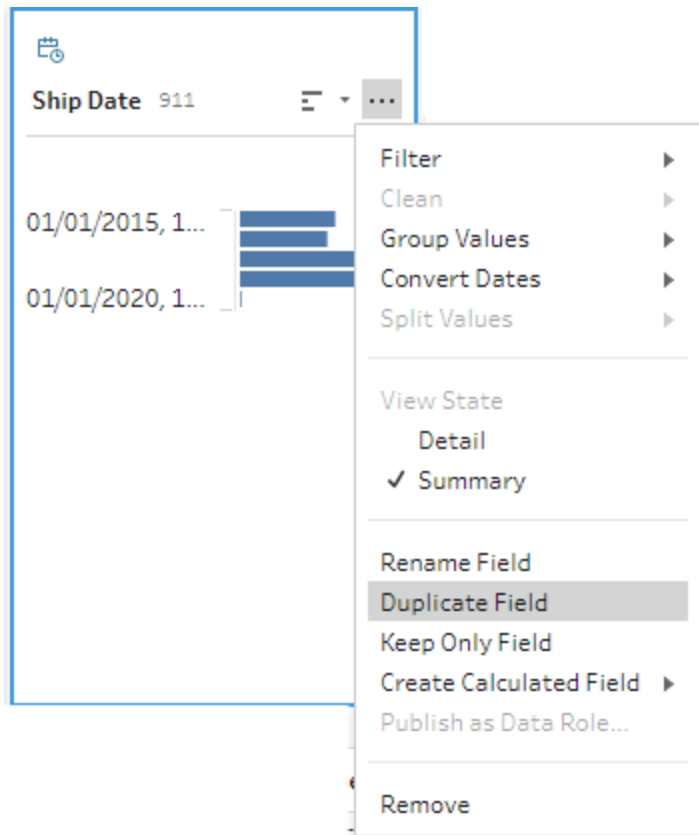 Ship Date 911
01/01/2015, 1...
01/01/2020, 1...
Filter
Clean
Group Values
Convert Dates
Split Values
View State
Detail
Summary
Rename Field
Duplicate Field
Keep Only Field
Create Calculated Field
Publish as Data Role...
Remove